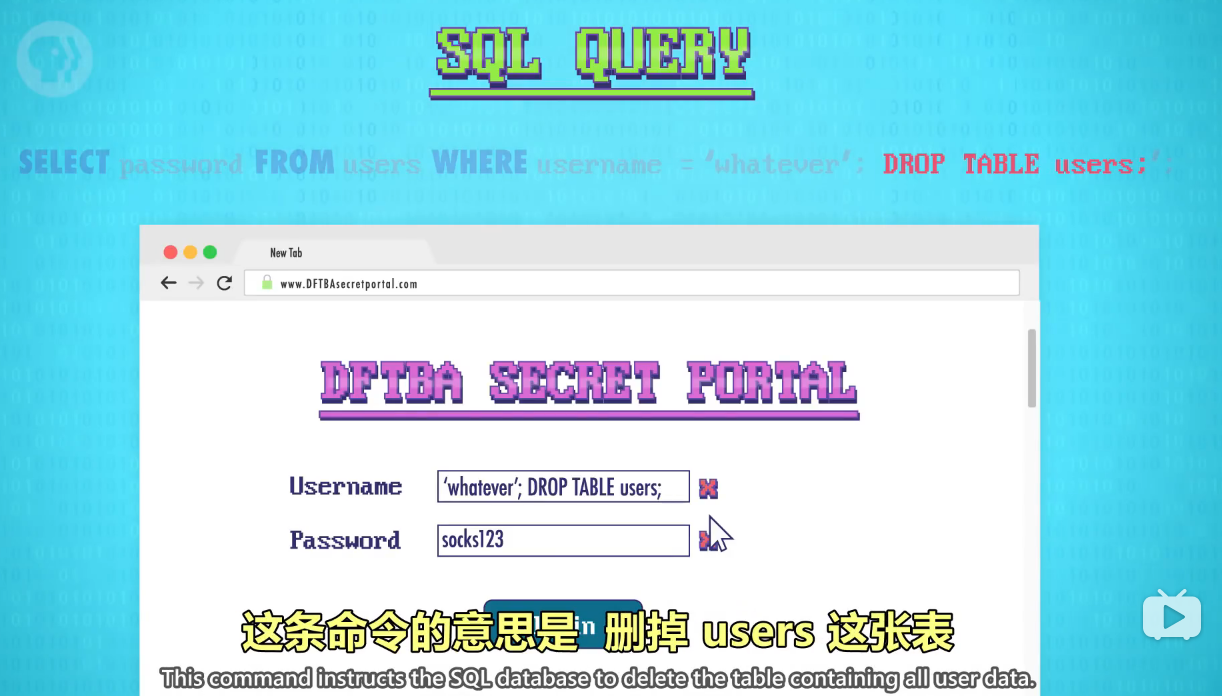 SQL QUERY
SELECT password FROM users WHERE username = ‘whatever’; DROP TABLE users;’;
New Tab
www.DFTBAsecretportal.com
DFTBA SECRET PORTAL
Username ‘whatever’; DROP TABLE users;
Password socks123
这条命令的意思是 删掉 users 这张表
This command instructs the SQL database to delete the table containing all user data.